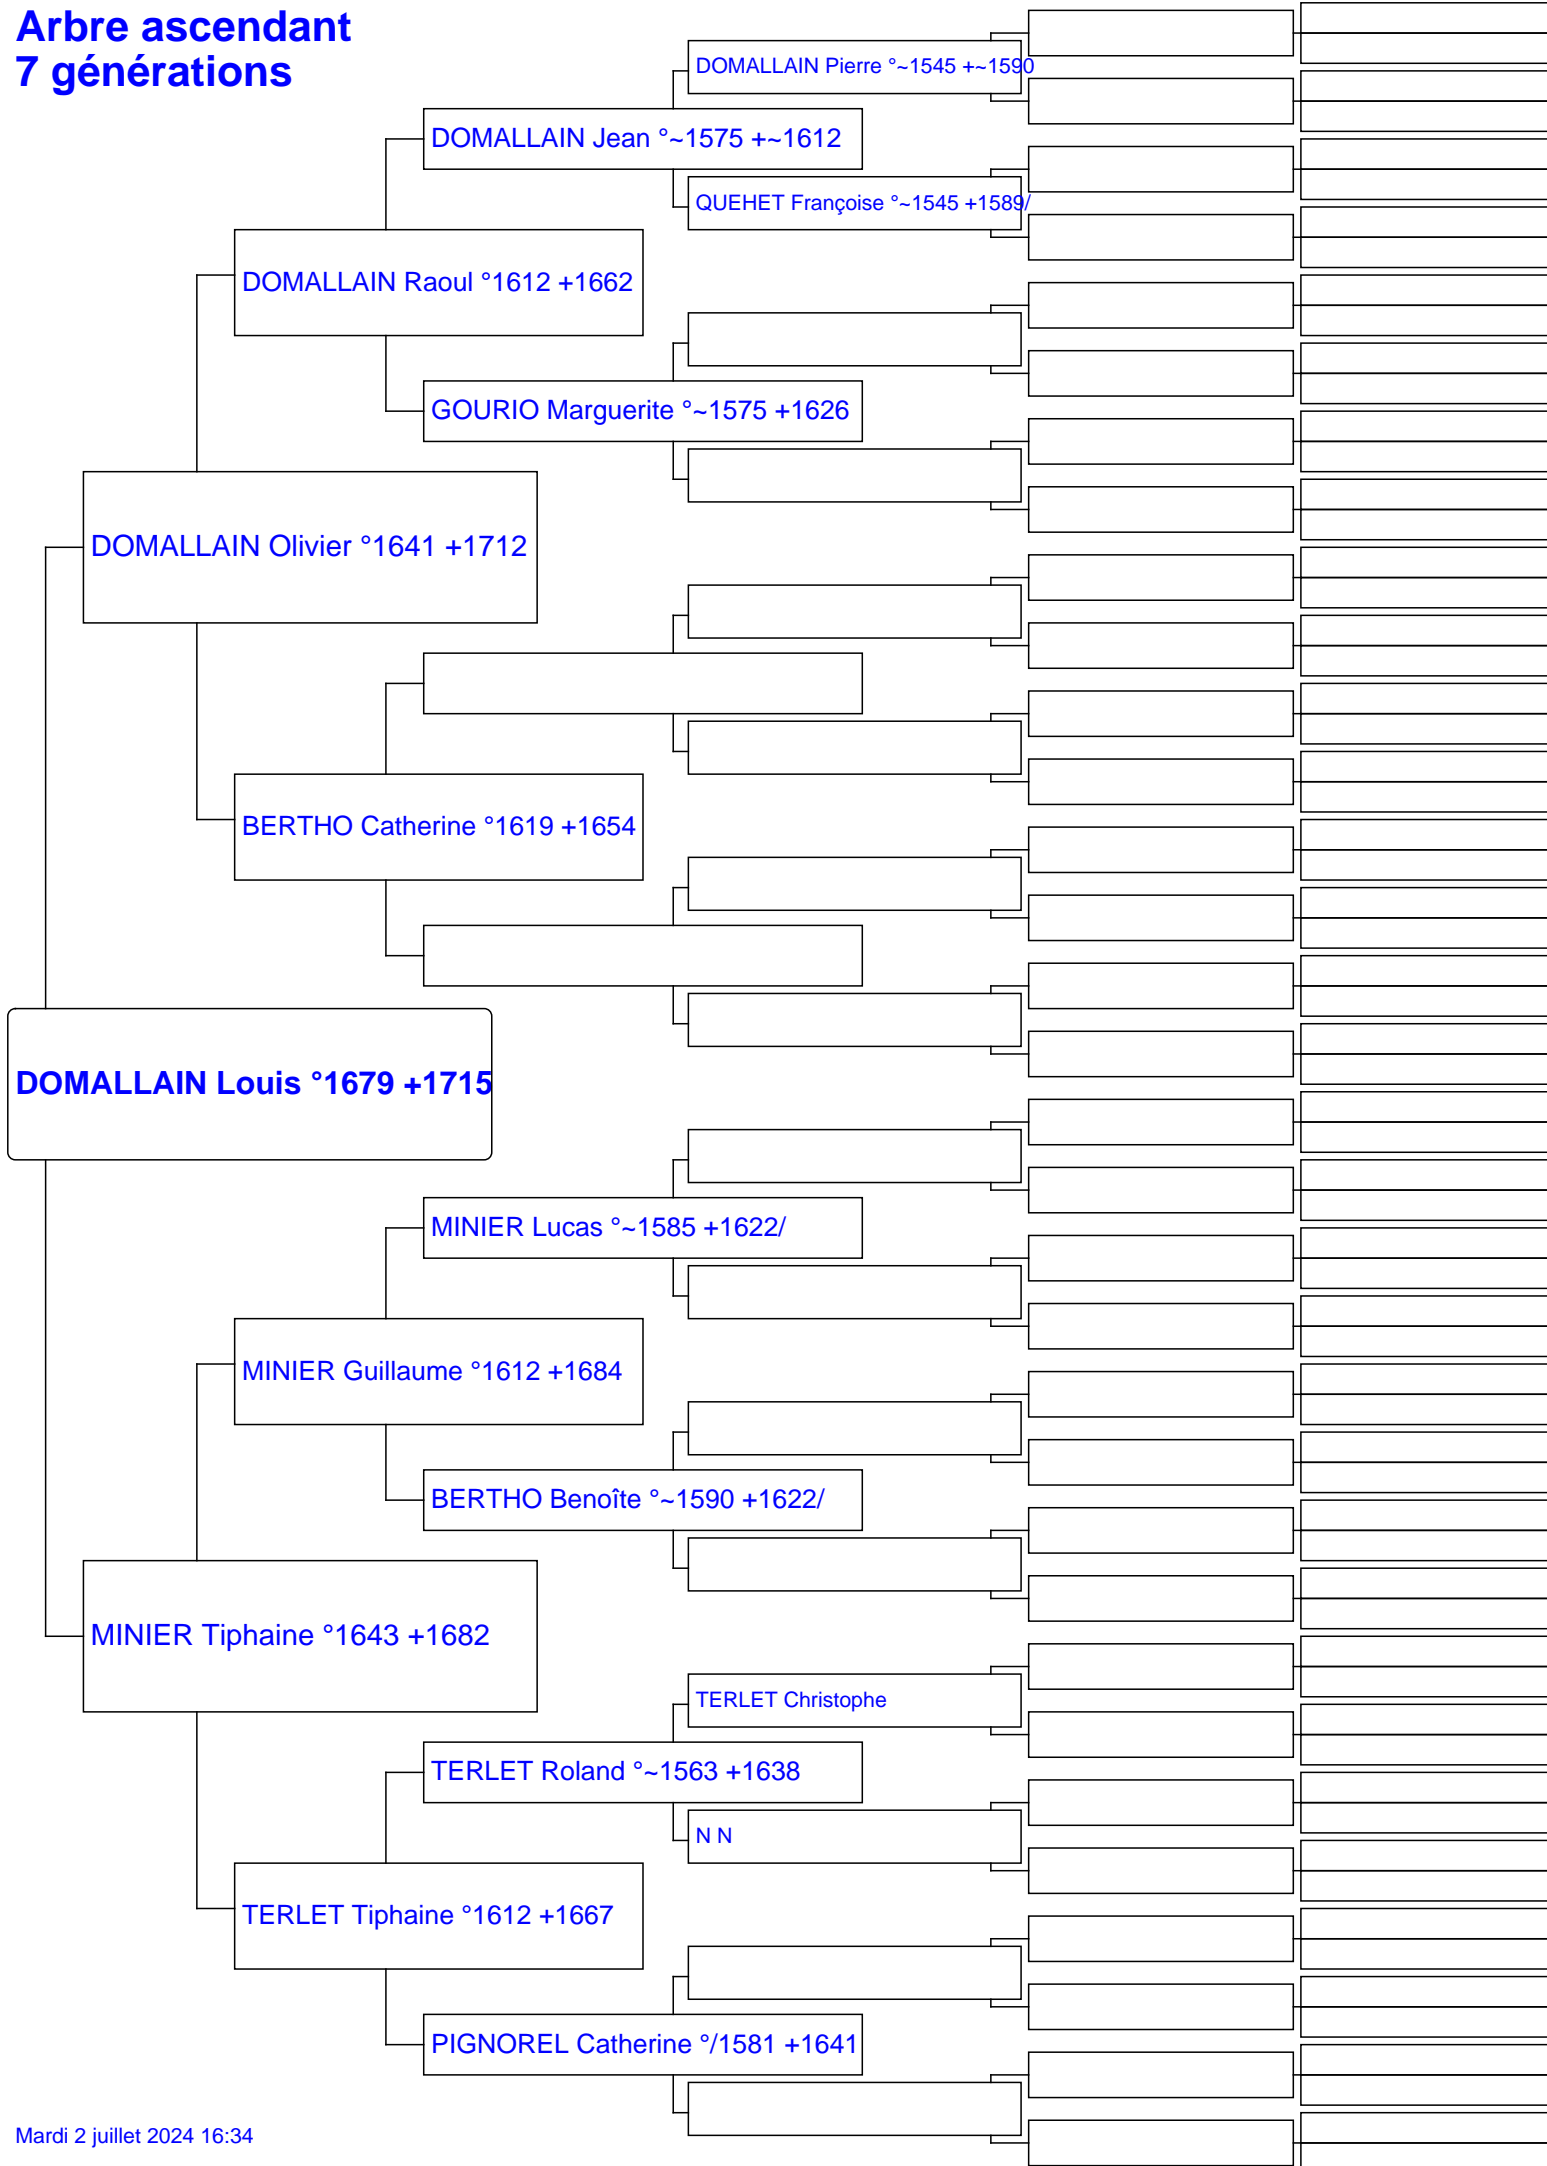 Arbre ascendant
7 générations
DOMALLAIN Pierre °~1545 +~1590
DOMALLAIN Jean °~1575 +~1612
QUEHET Françoise °~1545 +1589/
DOMALLAIN Raoul °1612 +1662
GOURIO Marguerite °~1575 +1626
DOMALLAIN Olivier °1641 +1712
BERTHO Catherine °1619 +1654
DOMALLAIN Louis °1679 +1715
MINIER Lucas °~1585 +1622/
MINIER Guillaume °1612 +1684
BERTHO Benoîte °~1590 +1622/
MINIER Tiphaine °1643 +1682
TERLET Christophe
TERLET Roland °~1563 +1638
N N
TERLET Tiphaine °1612 +1667
PIGNOREL Catherine °/1581 +1641
Mardi 2 juillet 2024 16:34